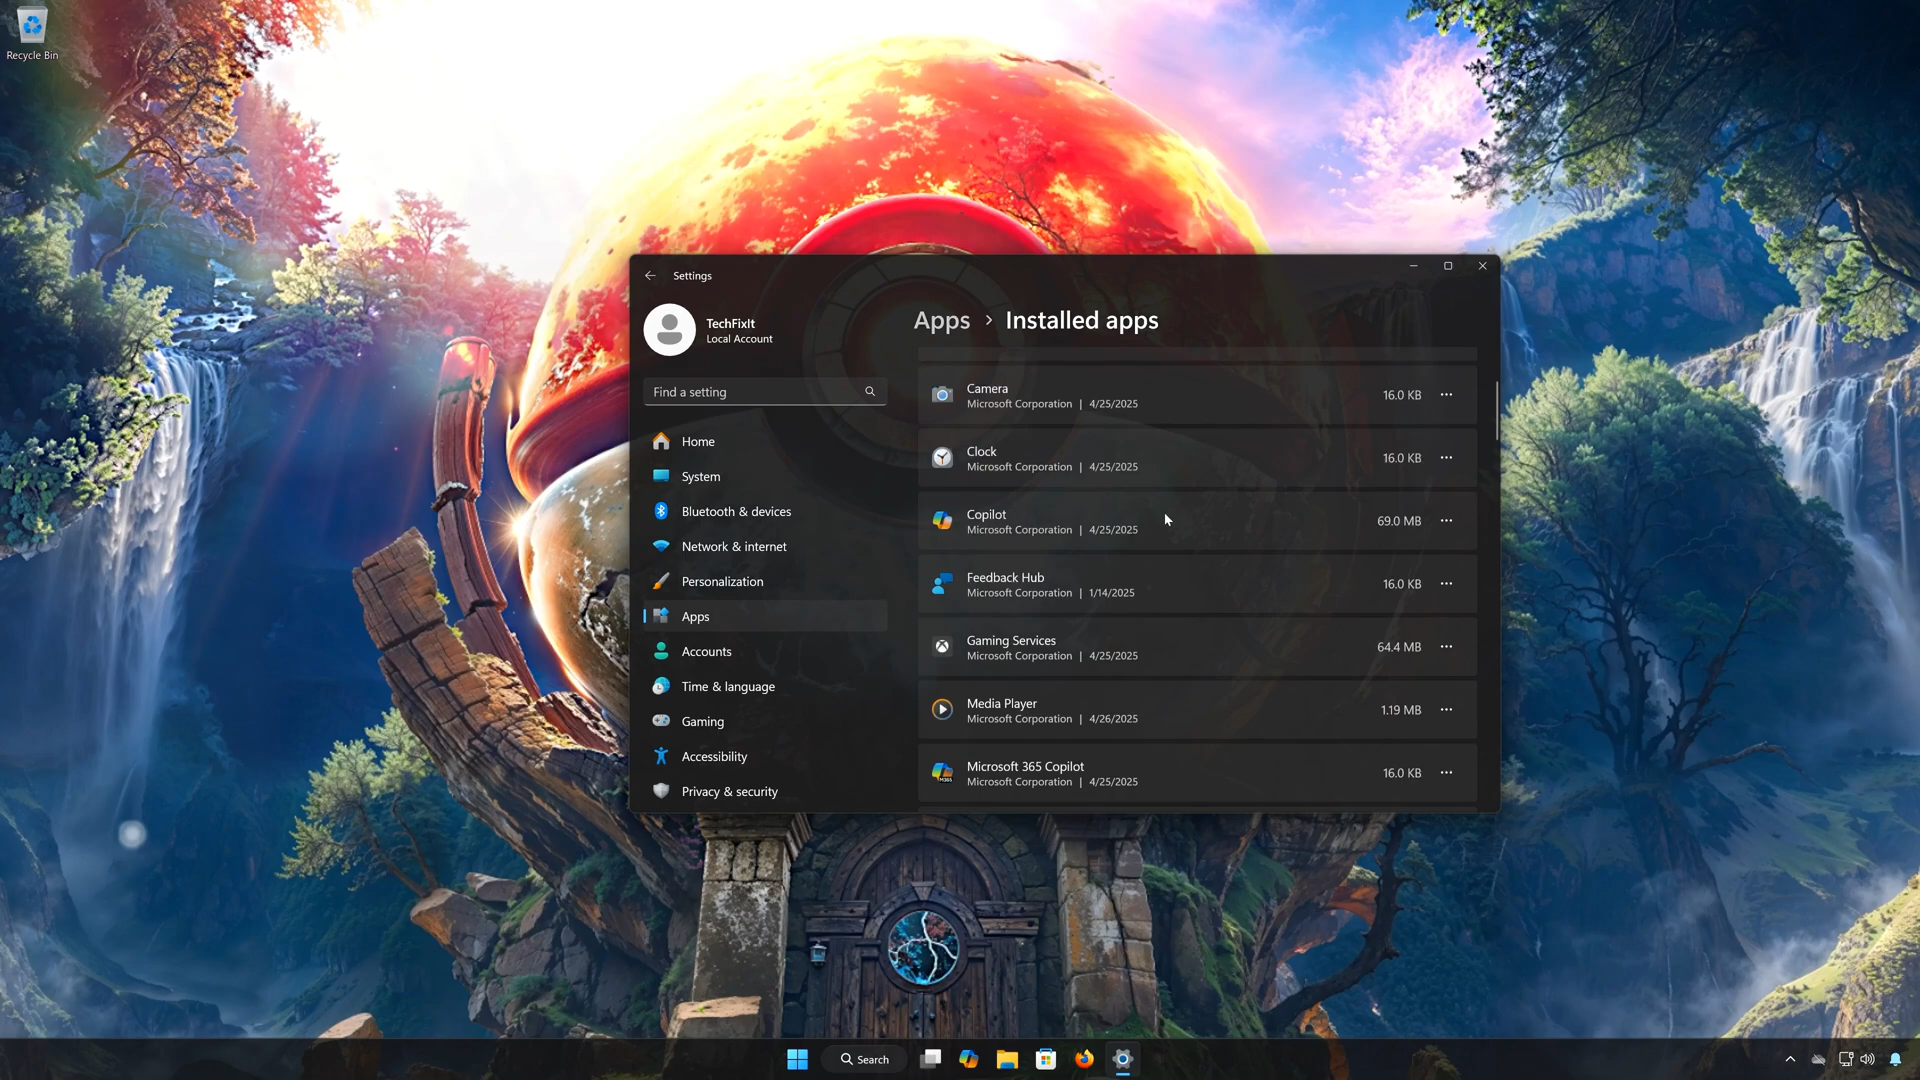 Recycle Bin
Settings
TechFixIt
Local Account
Find a setting
Home
System
Bluetooth & devices
Network & internet
Personalization
Apps
Accounts
Time & language
Gaming
Accessibility
Privacy & security
Apps > Installed apps
Camera
Microsoft Corporation | 4/25/2025
16.0 KB
Clock
Microsoft Corporation | 4/25/2025
16.0 KB
Copilot
Microsoft Corporation | 4/25/2025
69.0 MB
Feedback Hub
Microsoft Corporation | 1/14/2025
16.0 KB
Gaming Services
Microsoft Corporation | 4/25/2025
64.4 MB
Media Player
Microsoft Corporation | 4/26/2025
1.19 MB
Microsoft 365 Copilot
Microsoft Corporation | 4/25/2025
16.0 KB
M365
Search